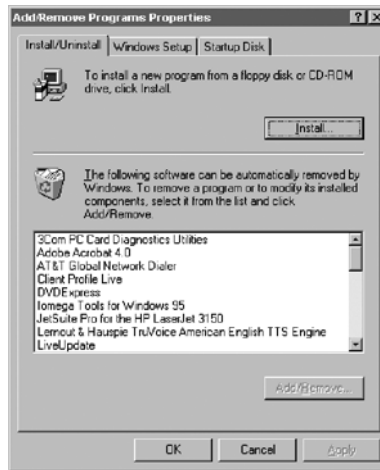 Add/Remove Programs Properties
Install/Uninstall Windows Setup Startup Disk
To install a new program from a floppy disk or CD-ROM
drive, click Install.
Install...
The following software can be automatically removed by
Windows. To remove a program or to modify its installed
components, select it from the list and click
Add/Remove.
3Com PC Card Diagnostics Utilities
Adobe Acrobat 4.0
AT&T Global Network Dialer
Client Profile Live
DVDExpress
Iomega Tools for Windows 95
JetSuite Pro for the HP LaserJet 3150
Lernout & Hauspie TruVoice American English TTS Engine
LiveUpdate
Add/Remove...
OK Cancel Apply